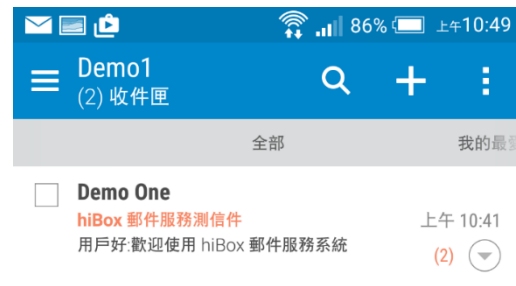 86% 上午10:49
Demo1
(2) 收件匣
全部 我的最
Demo One
hiBox 郵件服務測信件 上午 10:41
用戶好:歡迎使用 hiBox 郵件服務系統
(2)